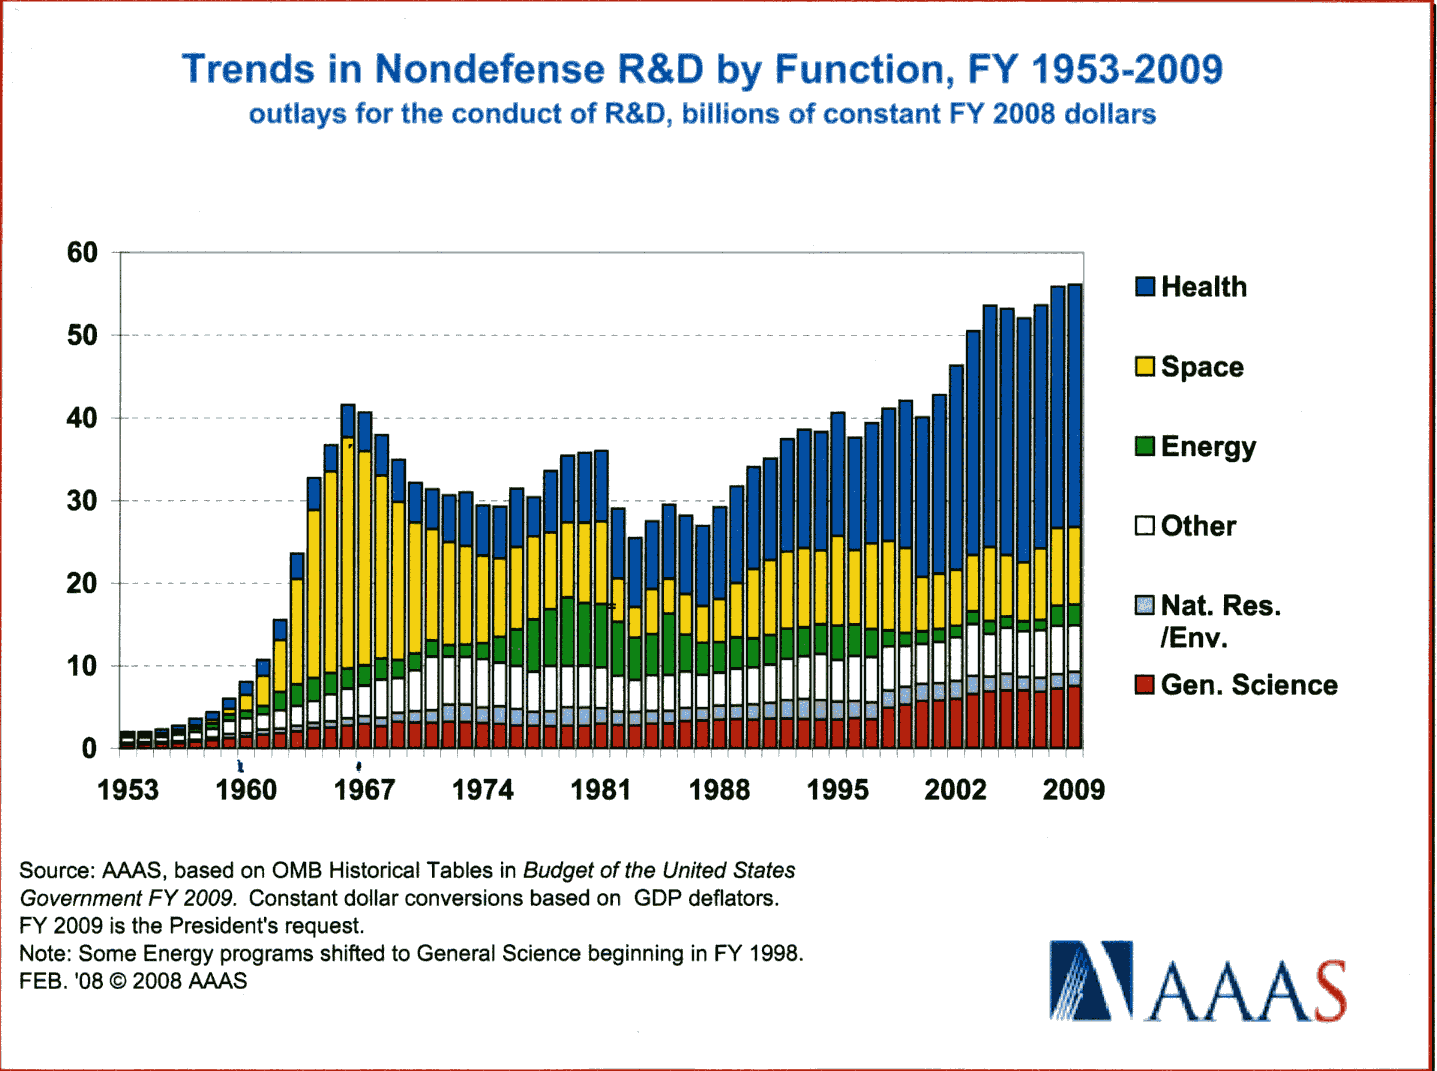 Trends in Nondefense R&D by Function, FY 1953-2009
outlays for the conduct of R&D, billions of constant FY 2008 dollars
60
50
40
30
20
10
0
1953 1960 1967 1974 1981 1988 1995 2002 2009
Health
Space
Energy
Other
Nat. Res.
/Env.
Gen. Science
Source: AAAS, based on OMB Historical Tables in Budget of the United States
Government FY 2009. Constant dollar conversions based on GDP deflators.
FY 2009 is the President's request.
Note: Some Energy programs shifted to General Science beginning in FY 1998.
FEB. '08 © 2008 AAAS
AAAS